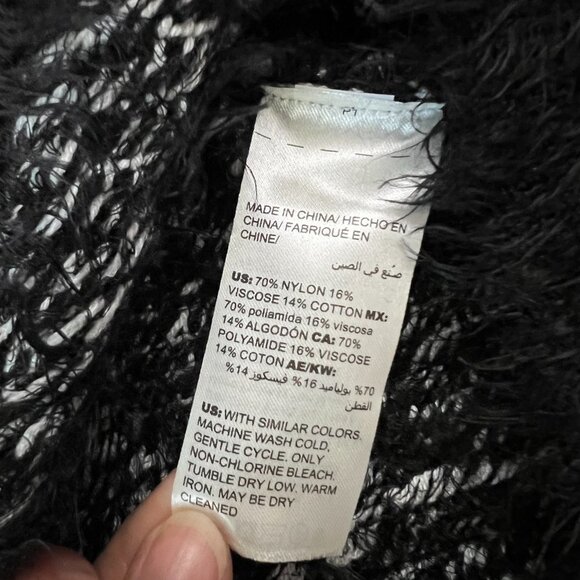 MADE IN CHINA/ HECHO EN
CHINA/ FABRIQUÉ EN
CHINE/
صنع في الصين
US: 70% NYLON 16%
VISCOSE 14% COTTON MX:
70% poliamida 16% viscosa
14% ALGODÓN CA: 70%
POLYAMIDE 16% VISCOSE
14% COTON AE/KW:
%70 بولياميد 16% فيسكوز 14%
القطن
US: WITH SIMILAR COLORS.
MACHINE WASH COLD,
GENTLE CYCLE. ONLY
NON-CHLORINE BLEACH.
TUMBLE DRY LOW. WARM
IRON. MAY BE DRY
CLEANED